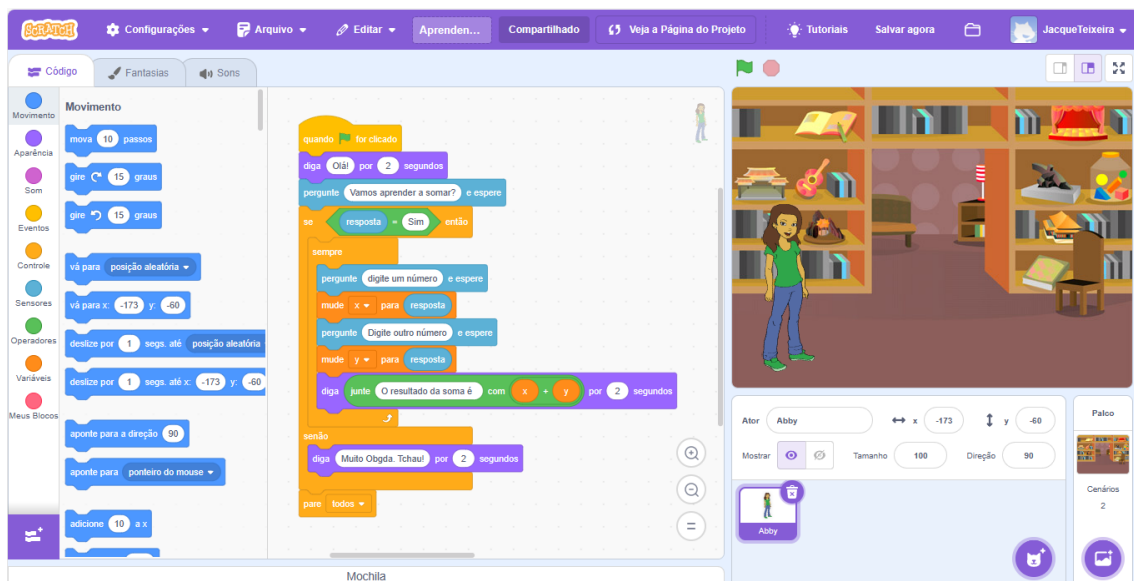 SCRATCH Configurações Arquivo Editar Aprenden... Compartilhado Veja a Página do Projeto Tutoriais Salvar agora JacqueTeixeira
Código Fantasias Sons
Movimento
Aparência
Som
Eventos
Controle
Sensores
Operadores
Variáveis
Meus Blocos
Movimento
mova 10 passos
gire 15 graus
gire 15 graus
vá para posição aleatória
vá para x: -173 y: -60
deslize por 1 segs. até posição aleatória
deslize por 1 segs. até x: -173 y: -60
aponte para a direção 90
aponte para ponteiro do mouse
adicione 10 a x
quando for clicado
diga Olá! por 2 segundos
pergunte Vamos aprender a somar? e espere
se resposta = Sim então
sempre
pergunte digite um número e espere
mude x para resposta
pergunte Digite outro número e espere
mude y para resposta
diga junte O resultado da soma é com x + y por 2 segundos
senão
diga Muito Obgda. Tchau! por 2 segundos
pare todos
Ator Abby x -173 y -60
Mostrar Tamanho 100 Direção 90
Abby
Palco
Cenários
2
Mochila